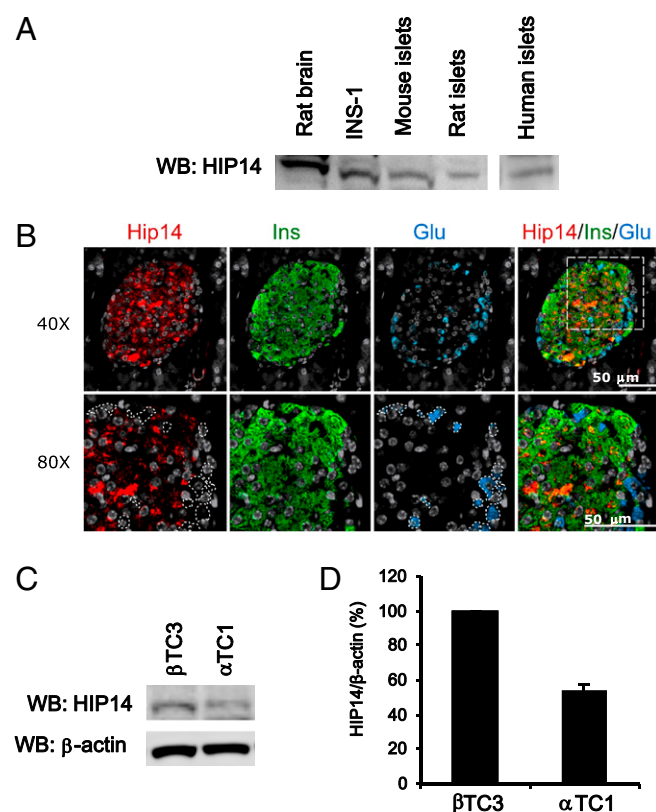 A
Rat brain
INS-1
Mouse islets
Rat islets
Human islets
WB: HIP14
B
Hip14 Ins Glu Hip14/Ins/Glu
40X
50 μm
80X
50 μm
C
βTC3
αTC1
WB: HIP14
WB: β-actin
D
HIP14/β-actin (%)
120
100
80
60
40
20
0
βTC3 αTC1